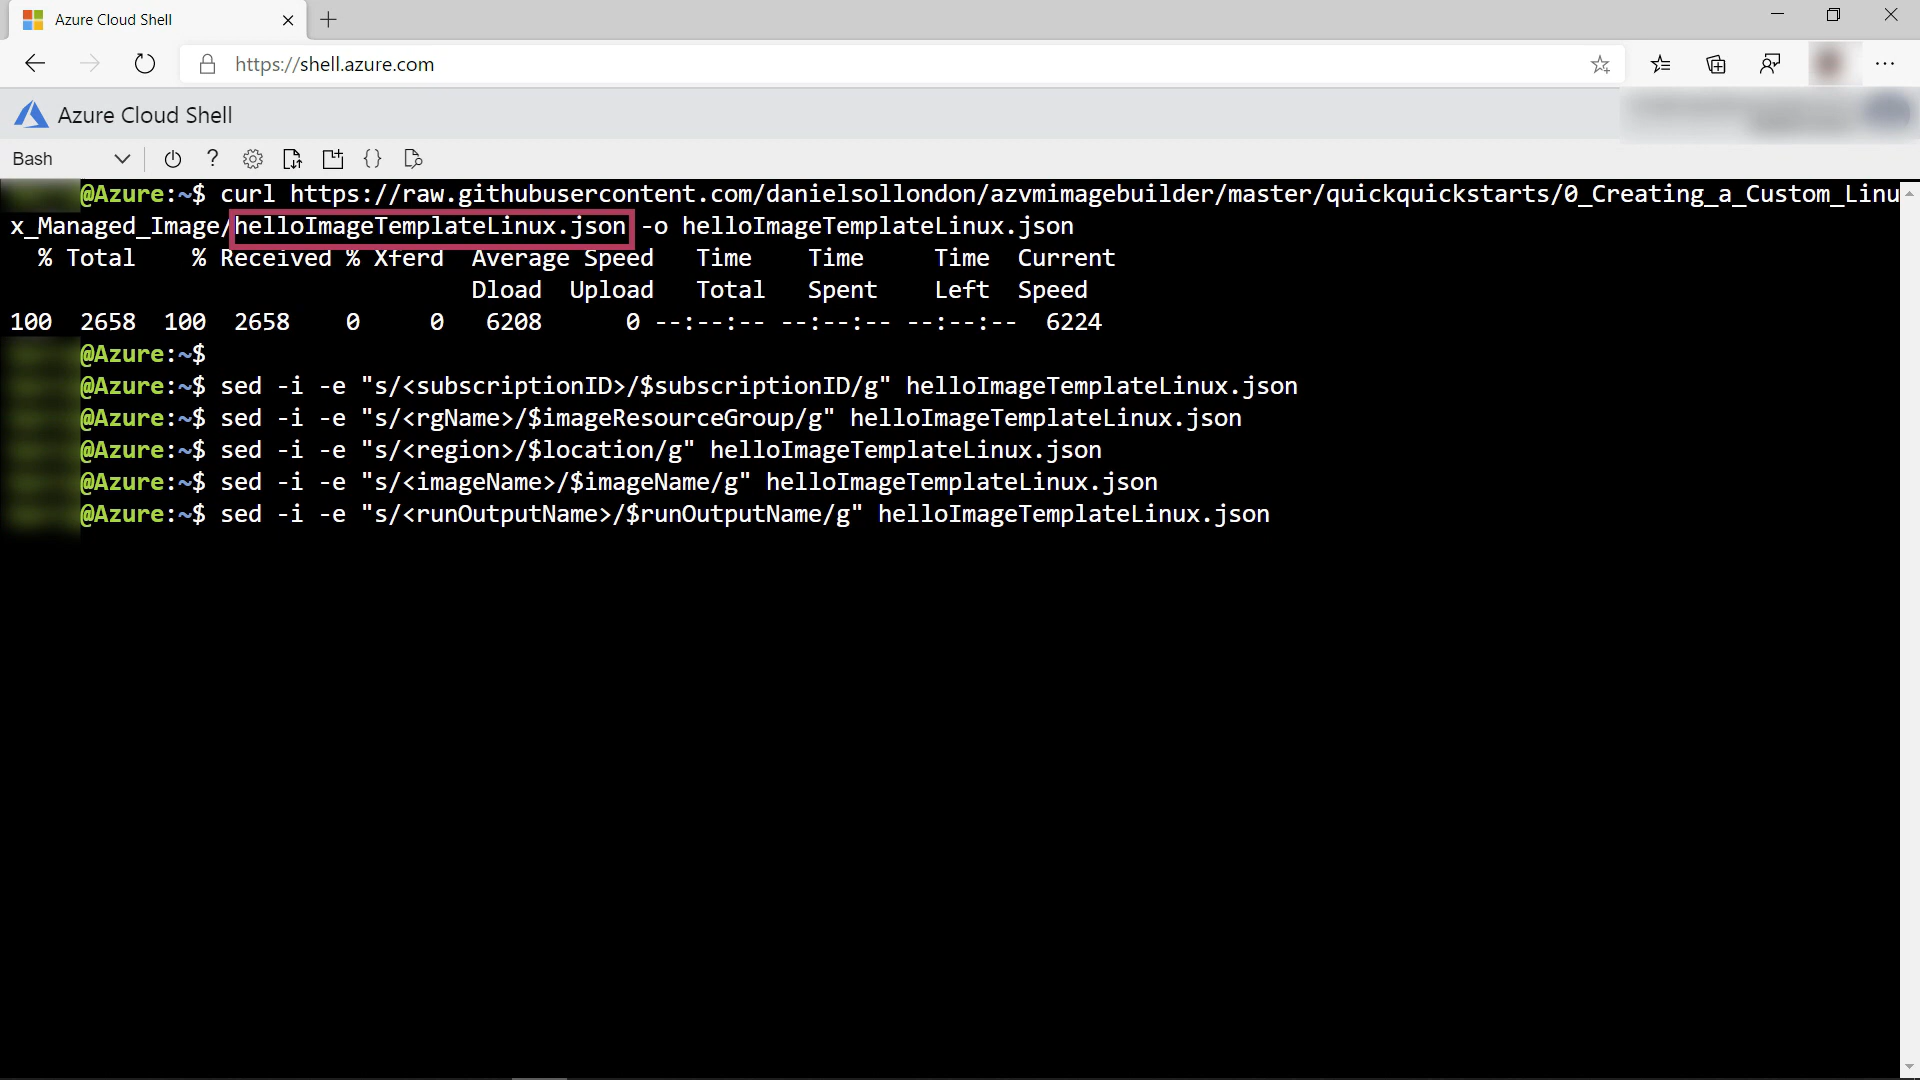 Azure Cloud Shell
https://shell.azure.com
Azure Cloud Shell
Bash
@Azure:~$ curl https://raw.githubusercontent.com/danielsollondon/azvmimagebuilder/master/quickquickstarts/0_Creating_a_Custom_Linu
x_Managed_Image/helloImageTemplateLinux.json -o helloImageTemplateLinux.json
% Total % Received % Xferd Average Speed Time Time Time Current
Dload Upload Total Spent Left Speed
100 2658 100 2658 0 0 6208 0 --:--:-- --:--:-- --:--:-- 6224
@Azure:~$
@Azure:~$ sed -i -e "s/<subscriptionID>/$subscriptionID/g" helloImageTemplateLinux.json
@Azure:~$ sed -i -e "s/<rgName>/$imageResourceGroup/g" helloImageTemplateLinux.json
@Azure:~$ sed -i -e "s/<region>/$location/g" helloImageTemplateLinux.json
@Azure:~$ sed -i -e "s/<imageName>/$imageName/g" helloImageTemplateLinux.json
@Azure:~$ sed -i -e "s/<runOutputName>/$runOutputName/g" helloImageTemplateLinux.json